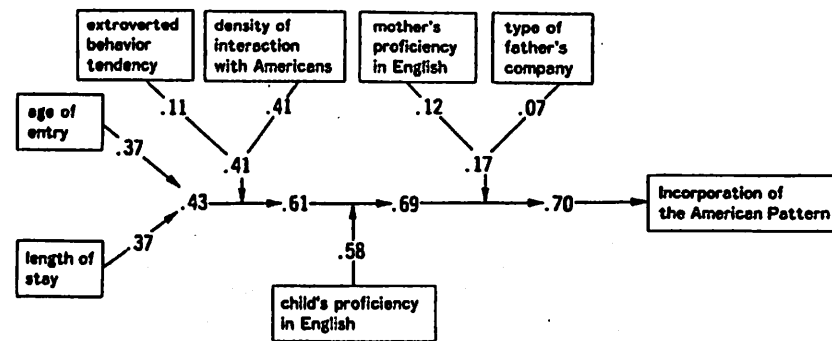 extroverted
behavior
tendency
density of
interaction
with Americans
mother's
proficiency
in English
type of
father's
company
.11
.41
.12
.07
age of
entry
.37
.41
.17
.43
.61
.69
.70
Incorporation of
the American Pattern
.37
length of
stay
.58
child's proficiency
in English